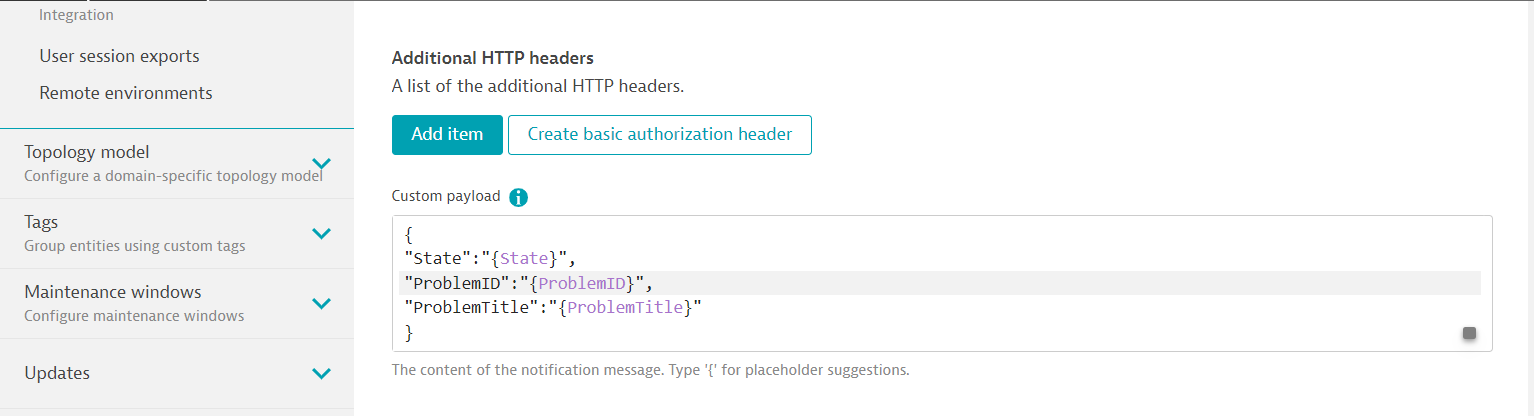 Integration
User session exports
Remote environments
Topology model
Configure a domain-specific topology model
Tags
Group entities using custom tags
Maintenance windows
Configure maintenance windows
Updates
Additional HTTP headers
A list of the additional HTTP headers.
Add item
Create basic authorization header
Custom payload
{
"State":"{State}",
"ProblemID":"{ProblemID}",
"ProblemTitle":"{ProblemTitle}"
}
The content of the notification message. Type '{' for placeholder suggestions.